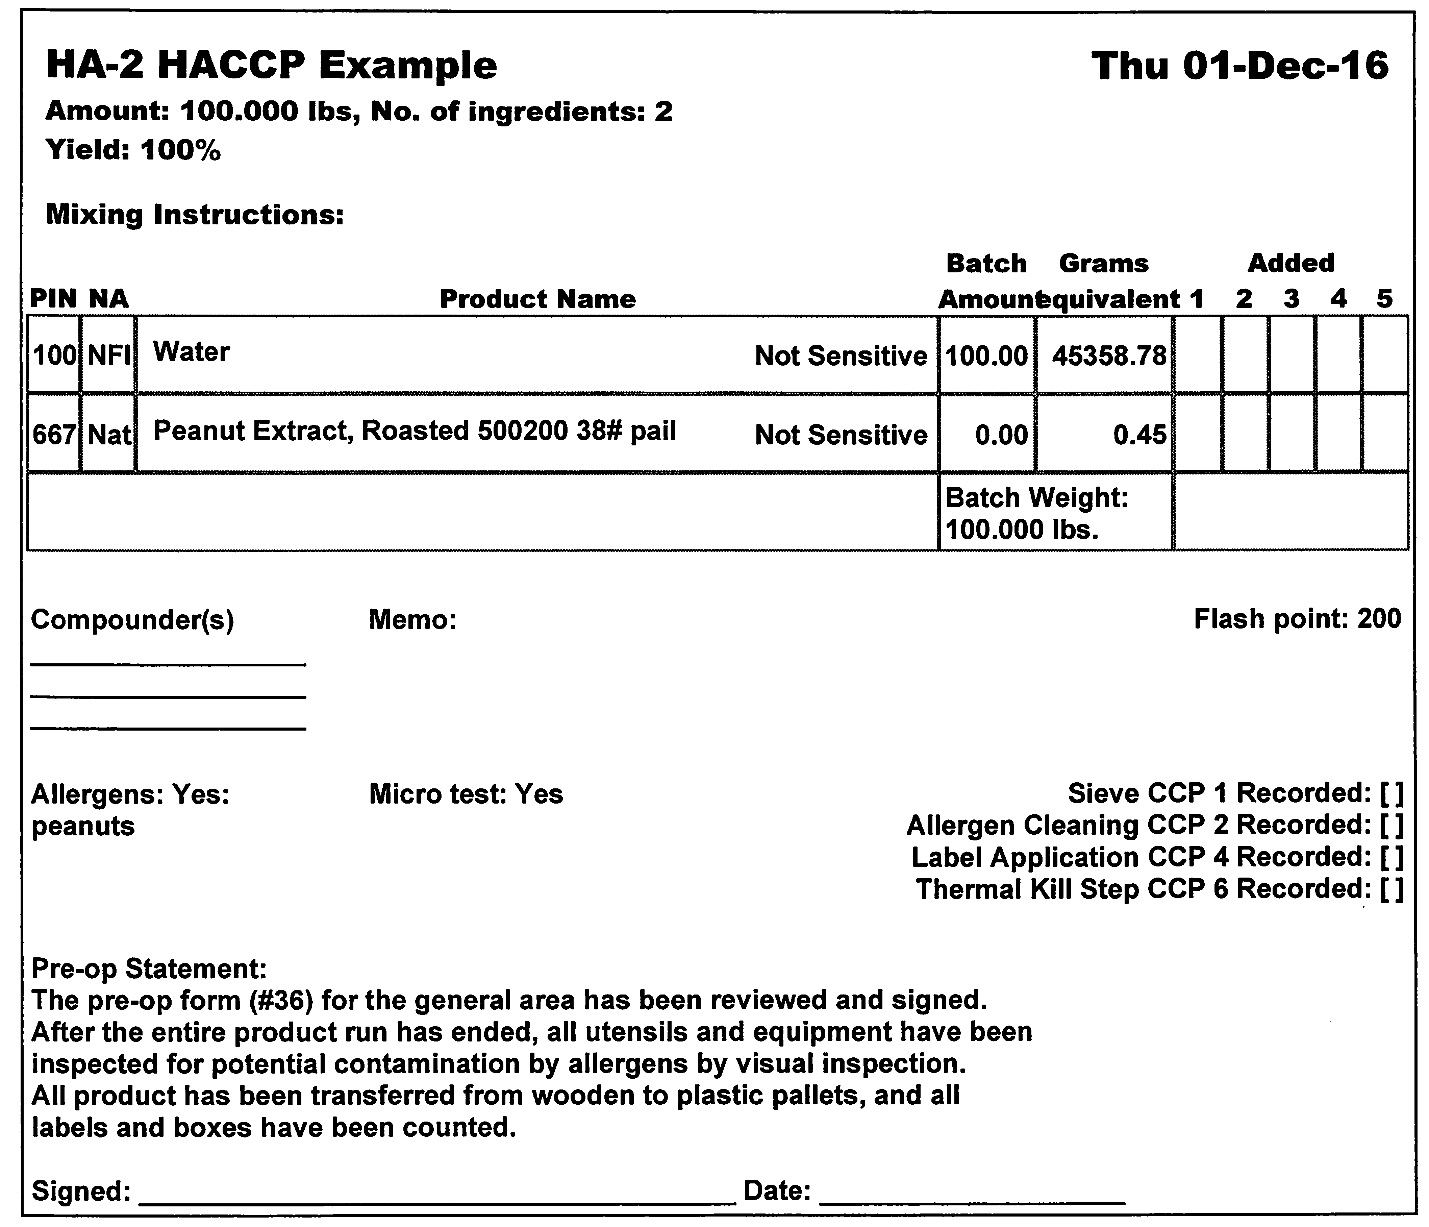 HA-2 HACCP Example Thu 01-Dec-16
Amount: 100.000 lbs, No. of ingredients: 2
Yield: 100%
Mixing Instructions:
Batch Grams Added
PIN NA Product Name Amount equivalent 1 2 3 4 5
100 NFI Water Not Sensitive 100.00 45358.78
667 Nat Peanut Extract, Roasted 500200 38# pail Not Sensitive 0.00 0.45
Batch Weight:
100.000 lbs.
Compounder(s) Memo: Flash point: 200
Allergens: Yes: Micro test: Yes Sieve CCP 1 Recorded: [ ]
peanuts Allergen Cleaning CCP 2 Recorded: [ ]
Label Application CCP 4 Recorded: [ ]
Thermal Kill Step CCP 6 Recorded: [ ]
Pre-op Statement:
The pre-op form (#36) for the general area has been reviewed and signed.
After the entire product run has ended, all utensils and equipment have been
inspected for potential contamination by allergens by visual inspection.
All product has been transferred from wooden to plastic pallets, and all
labels and boxes have been counted.
Signed: Date: